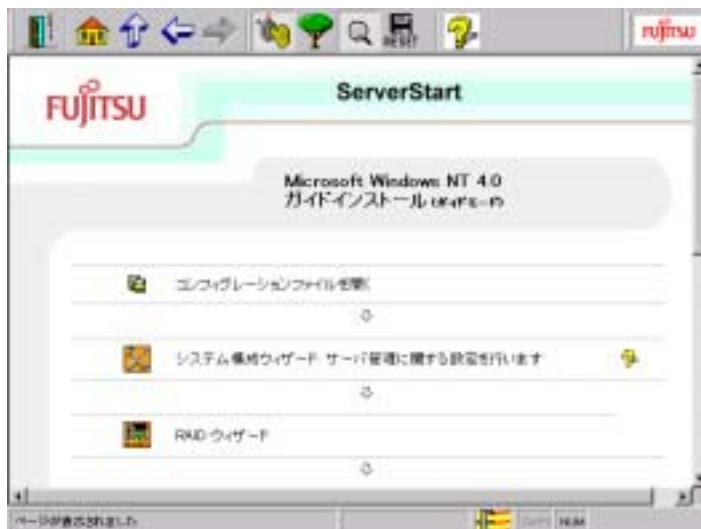 RESET
FUJITSU
FUJITSU
ServerStart
Microsoft Windows NT 4.0
ガイドインストール
コンフィグレーションファイルを開く
システム構成ウィザード サーバ管理に関する設定を行います
RAID ウィザード
ページが表示されました
NUM